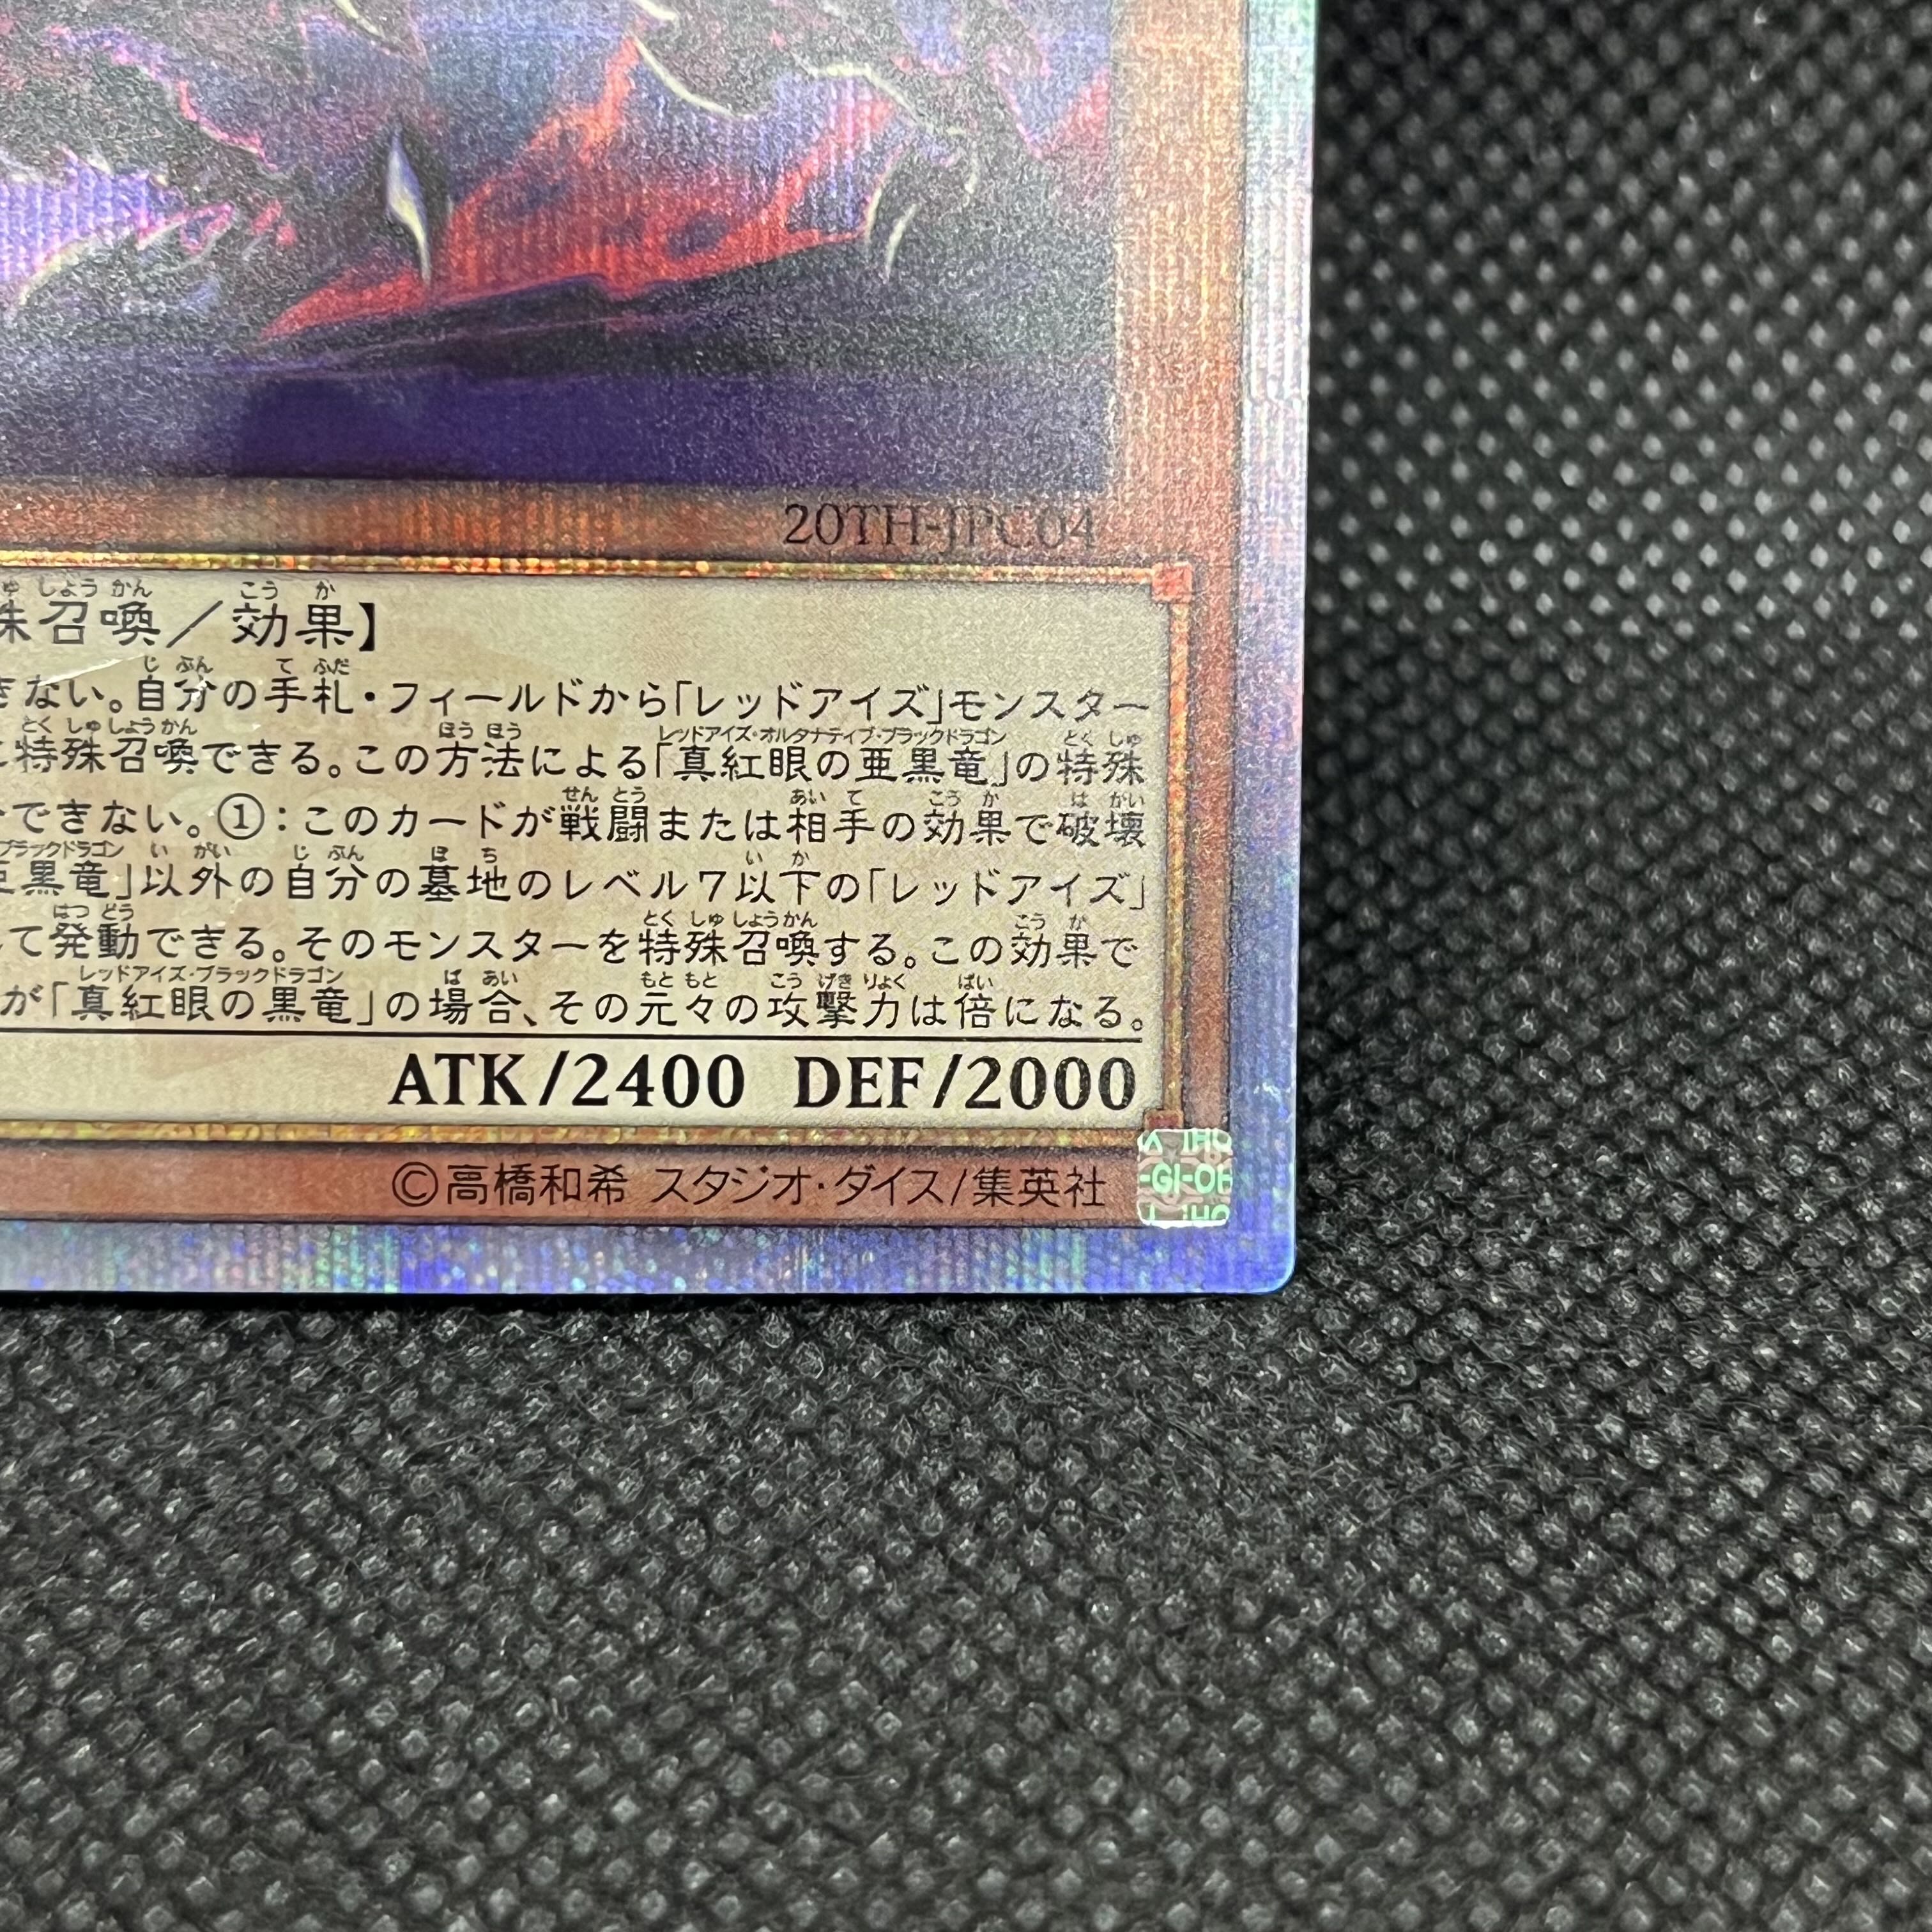 20TH-JPC04
殊召喚／効果】
きない。自分の手札・フィールドから「レッドアイズ」モンスター
特殊召喚できる。この方法による「真紅眼の亜黒竜」の特殊
できない。①：このカードが戦闘または相手の効果で破壊
亜黒竜」以外の自分の墓地のレベル７以下の「レッドアイズ」
て発動できる。そのモンスターを特殊召喚する。この効果で
が「真紅眼の黒竜」の場合、その元々の攻撃力は倍になる。
ATK/2400 DEF/2000
©高橋和希 スタジオ・ダイス/集英社
-GI-OH